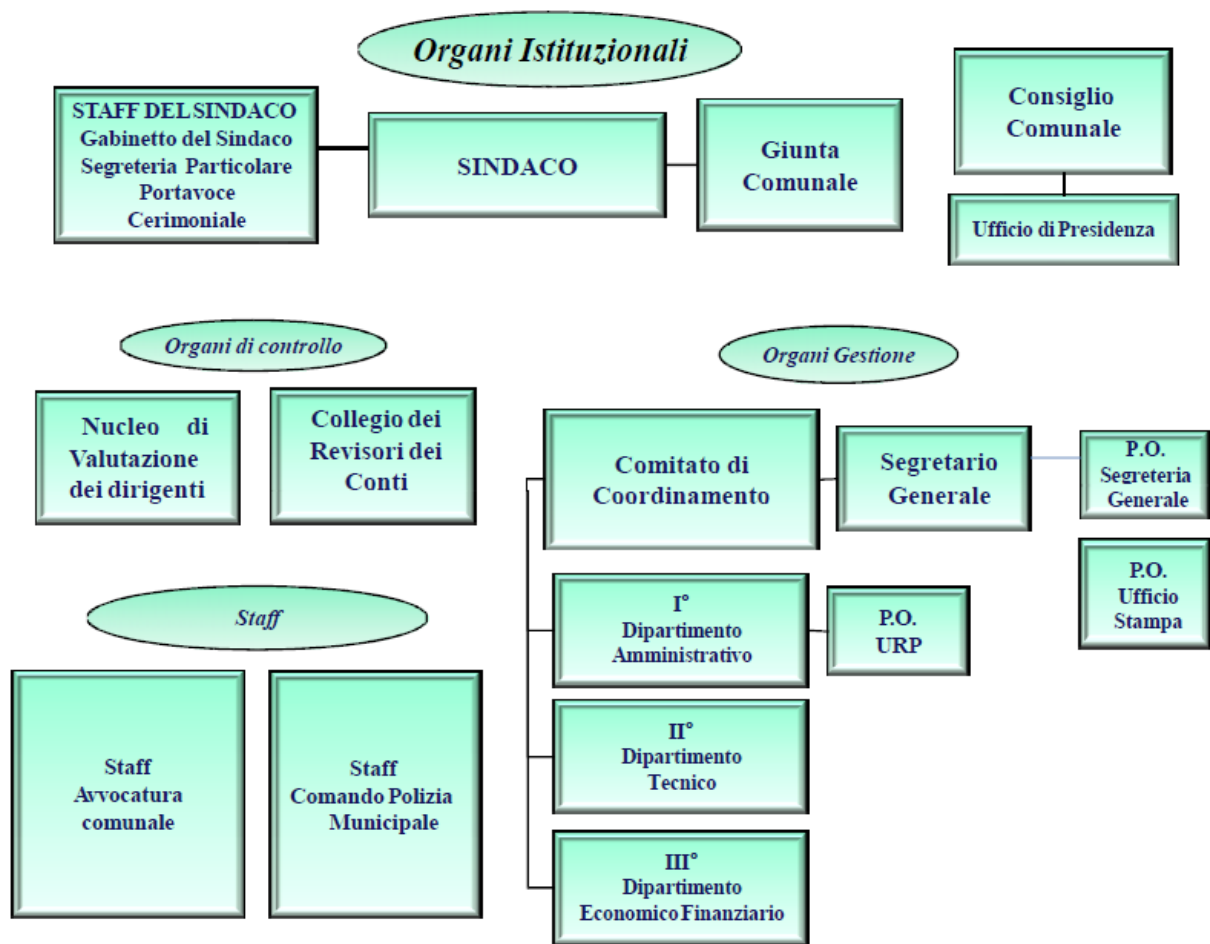 Organi Istituzionali
STAFF DEL SINDACO
Gabinetto del Sindaco
Segreteria Particolare
Portavoce
Cerimoniale
SINDACO
Giunta
Comunale
Consiglio
Comunale
Ufficio di Presidenza
Organi di controllo
Nucleo di
Valutazione
dei dirigenti
Collegio dei
Revisori dei
Conti
Staff
Staff
Avvocatura
comunale
Staff
Comando Polizia
Municipale
Organi Gestione
Comitato di
Coordinamento
Segretario
Generale
P.O.
Segreteria
Generale
P.O.
Ufficio
Stampa
I°
Dipartimento
Amministrativo
P.O.
URP
II°
Dipartimento
Tecnico
III°
Dipartimento
Economico Finanziario